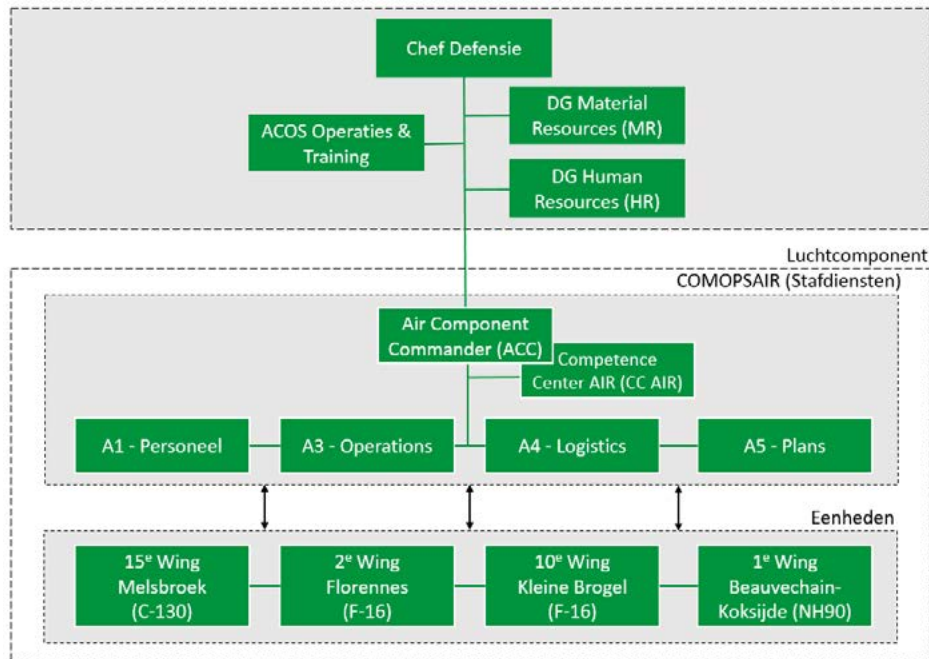 Chef Defensie
DG Material
Resources (MR)
ACOS Operaties &
Training
DG Human
Resources (HR)
Luchtcomponent
COMOPSAIR (Stafdiensten)
Air Component
Commander (ACC)
Competence
Center AIR (CC AIR)
A1 - Personeel
A3 - Operations
A4 - Logistics
A5 - Plans
Eenheden
15ᵉ Wing
Melsbroek
(C-130)
2ᵉ Wing
Florennes
(F-16)
10ᵉ Wing
Kleine Brogel
(F-16)
1ᵉ Wing
Beauvechain-
Koksijde (NH90)